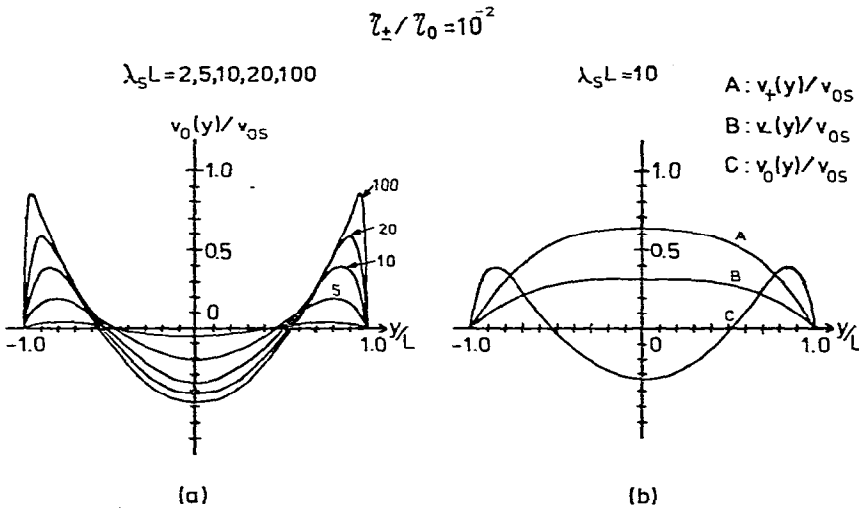 η±/η0 = 10⁻²
λsL = 2,5,10,20,100
v0(y)/v0s
1.0
0.5
0
-1.0
1.0
y/L
100
20
10
5
(a)
λsL = 10
A: v+(y)/v0s
B: v-(y)/v0s
C: v0(y)/v0s
1.0
0.5
0
-1.0
1.0
y/L
A
B
C
(b)